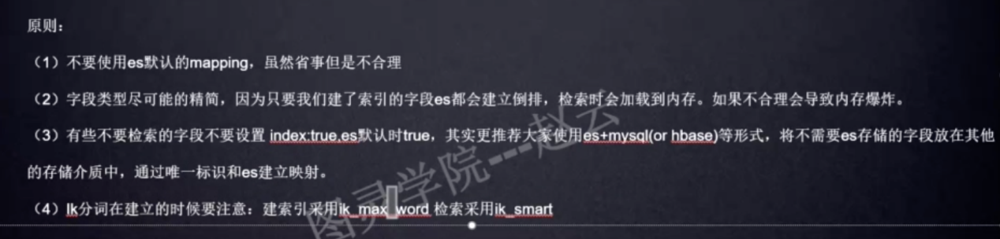 原则：
（1）不要使用es默认的mapping，虽然省事但是不合理
（2）字段类型尽可能的精简，因为只要我们建了索引的字段es都会建立倒排，检索时会加载到内存。如果不合理会导致内存爆炸。
（3）有些不要检索的字段不要设置 index:true,es默认时true，其实更推荐大家使用es+mysql(or hbase)等形式，将不需要es存储的字段放在其他
的存储介质中，通过唯一标识和es建立映射。
（4）Ik分词在建立的时候要注意：建索引采用ik_max_word 检索采用ik_smart
图灵学院---赵云